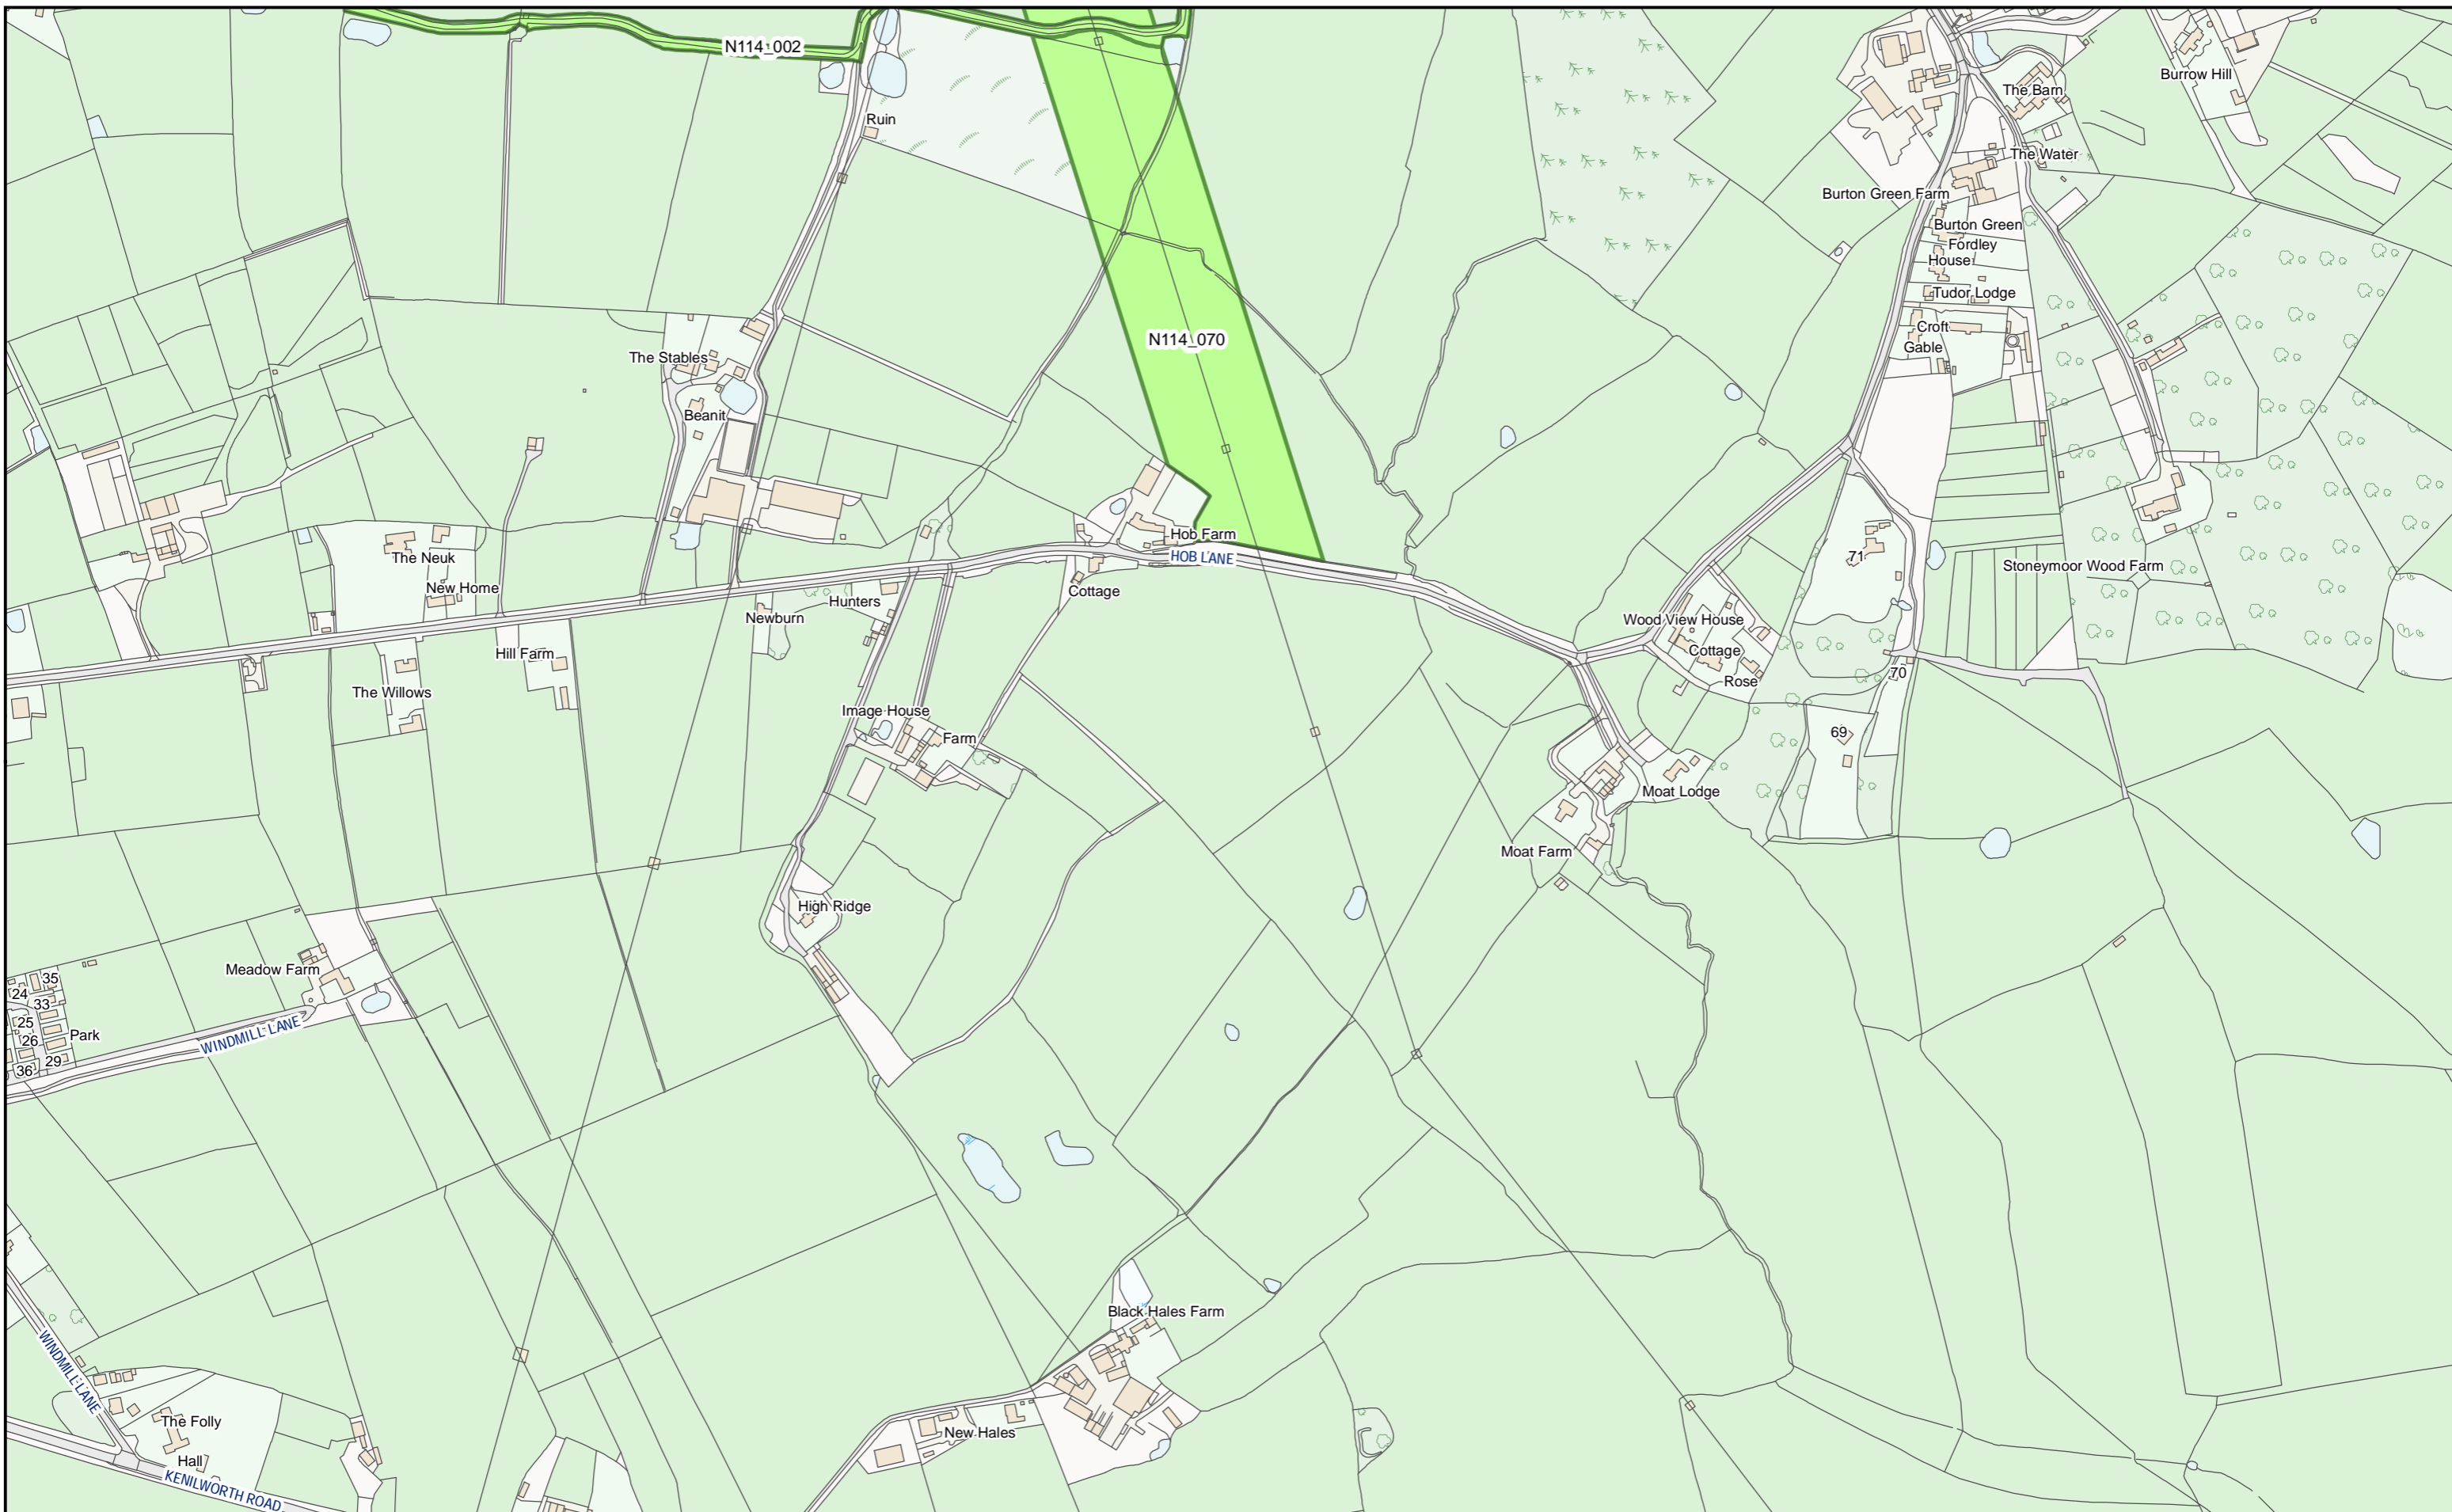 N114_002
Burrow Hill
The Barn
Ruin
The Water
Burton Green Farm
Burton Green
Fordley
House
Tudor Lodge
Croft
Gable
N114_070
The Stables
Beanit
Hob Farm
HOB LANE
The Neuk
New Home
Cottage
Hunters
Newburn
71
Stoneymoor Wood Farm
Wood View House
Cottage
Rose
70
Hill Farm
The Willows
Image House
Farm
69
Moat Lodge
Moat Farm
High Ridge
Meadow Farm
35
24
33
25
26
Park
29
36
WINDMILL LANE
Black Hales Farm
WINDMILL LANE
The Folly
New Hales
Hall
KENILWORTH ROAD